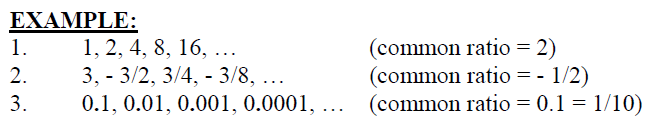 EXAMPLE:
1. 1, 2, 4, 8, 16, … (common ratio = 2)
2. 3, - 3/2, 3/4, - 3/8, … (common ratio = - 1/2)
3. 0.1, 0.01, 0.001, 0.0001, … (common ratio = 0.1 = 1/10)